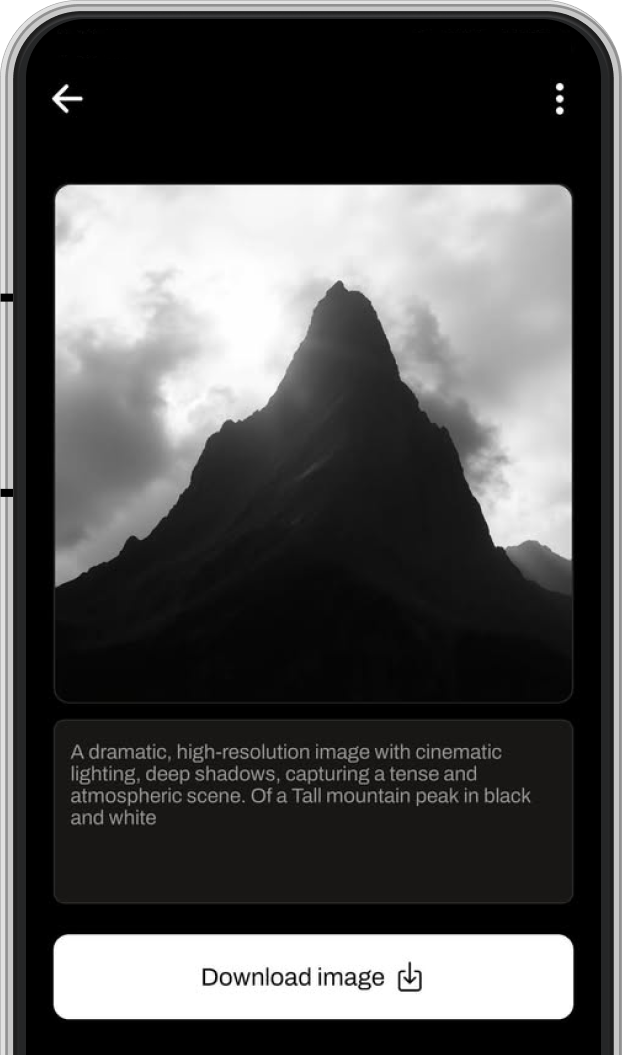 A dramatic, high-resolution image with cinematic
lighting, deep shadows, capturing a tense and
atmospheric scene. Of a Tall mountain peak in black
and white
Download image